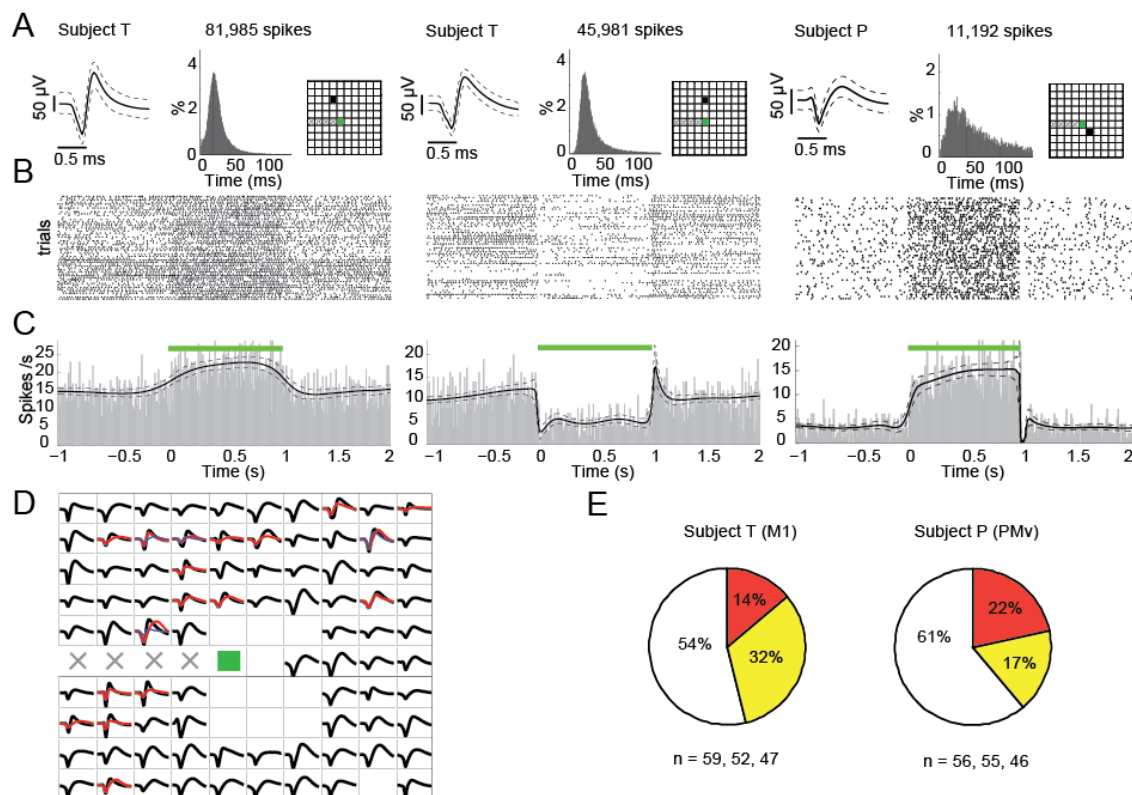 A
Subject T
81,985 spikes
Subject T
45,981 spikes
Subject P
11,192 spikes
50 µV
0.5 ms
%
4
2
0
0 50 100
Time (ms)
50 µV
0.5 ms
%
4
2
0
0 50 100
Time (ms)
50 µV
0.5 ms
%
2
1
0
0 50 100
Time (ms)
B
trials
C
Spikes /s
25
20
15
10
5
0
−1 −0.5 0 0.5 1 1.5 2
Time (s)
20
15
10
5
0
−1 −0.5 0 0.5 1 1.5 2
Time (s)
20
15
10
5
0
−1 −0.5 0 0.5 1 1.5 2
Time (s)
D
E
Subject T (M1)
Subject P (PMv)
14%
32%
54%
22%
17%
61%
n = 59, 52, 47
n = 56, 55, 46